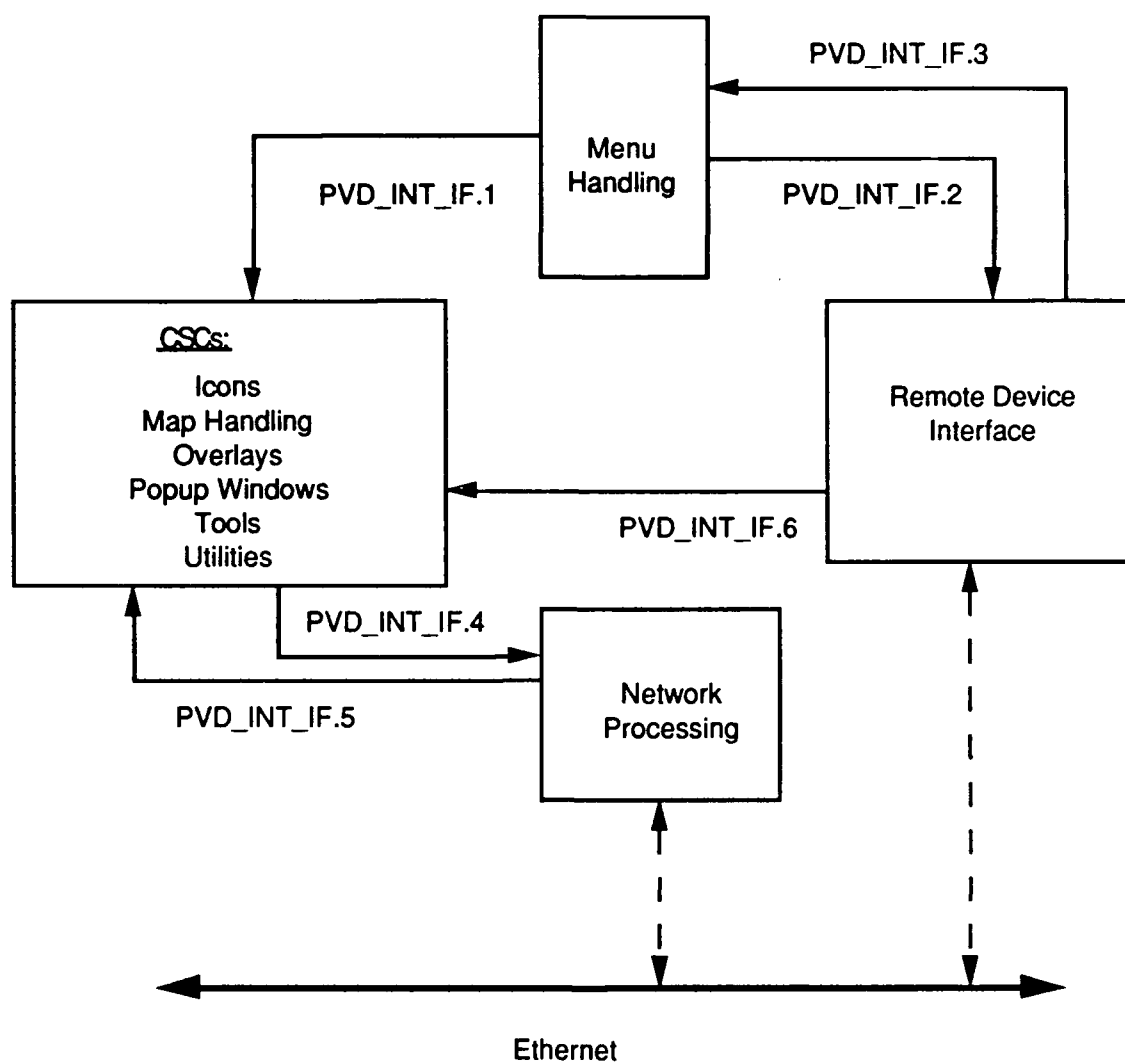 PVD_INT_IF.3
Menu
Handling
PVD_INT_IF.1
PVD_INT_IF.2
CSCs:
Icons
Map Handling
Overlays
Popup Windows
Tools
Utilities
Remote Device
Interface
PVD_INT_IF.6
PVD_INT_IF.4
PVD_INT_IF.5
Network
Processing
Ethernet